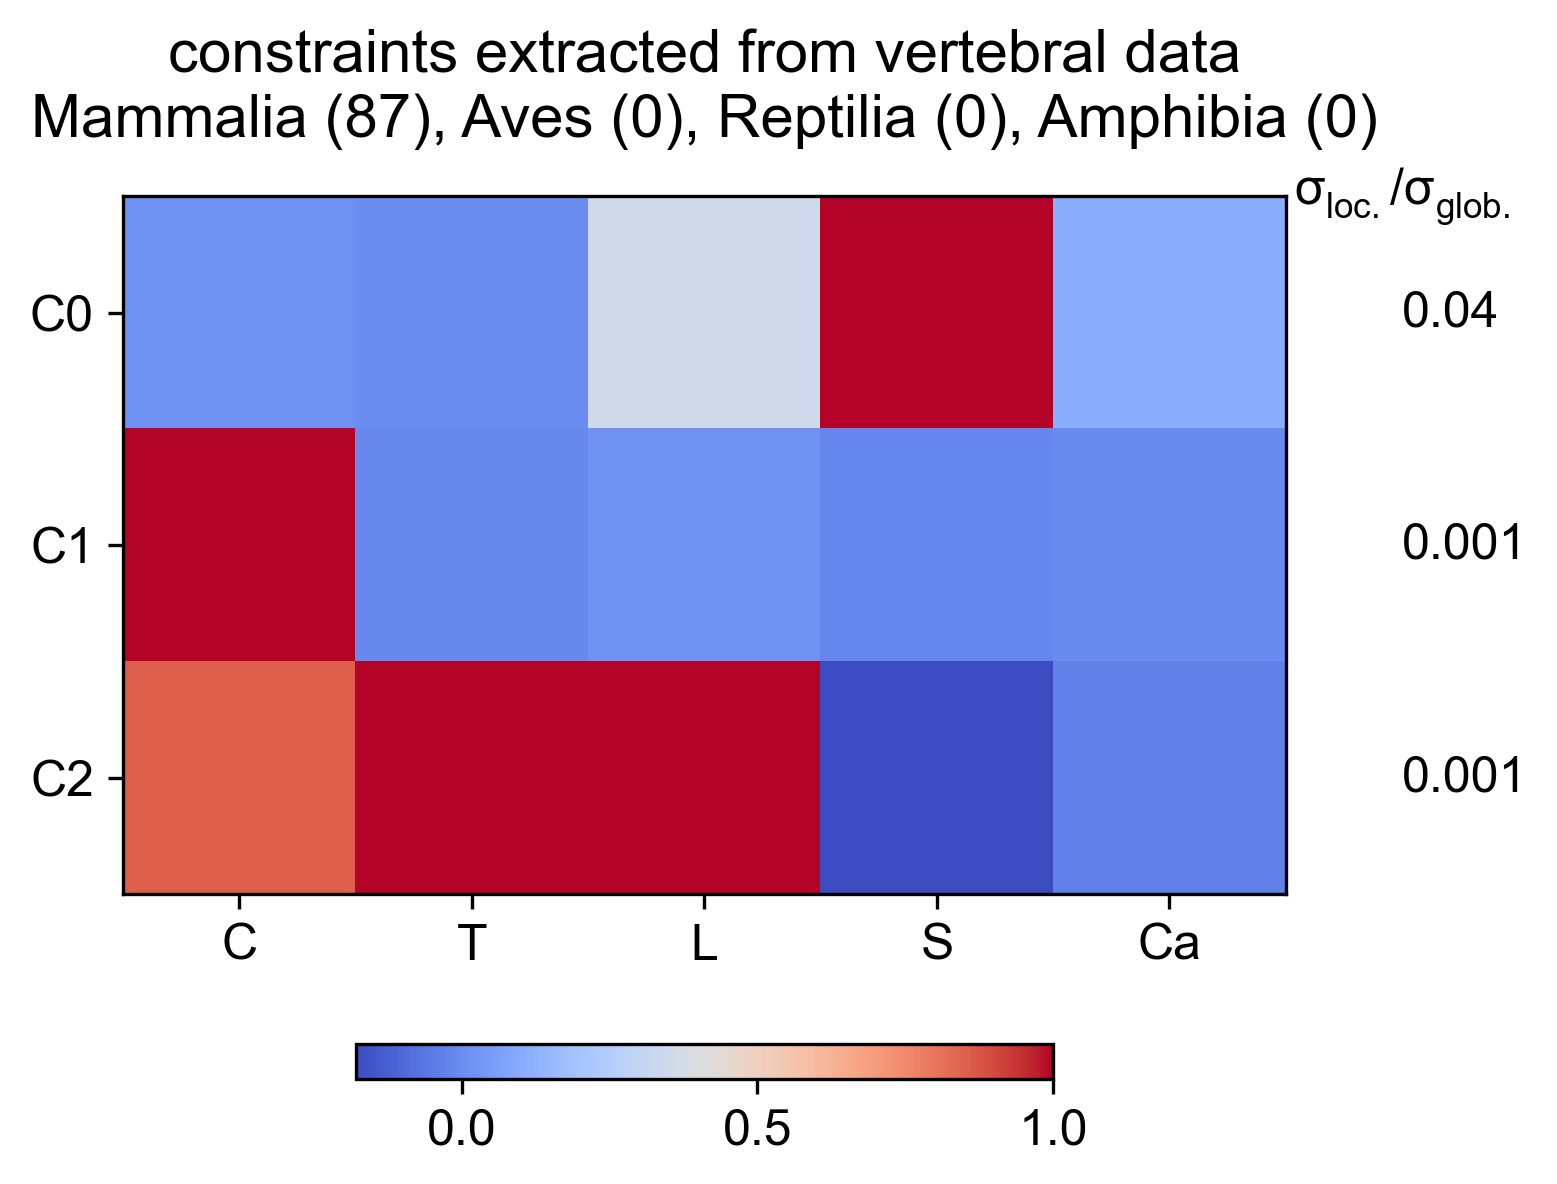 constraints extracted from vertebral data
Mammalia (87), Aves (0), Reptilia (0), Amphibia (0)
σloc. /σglob.
C0 0.04
C1 0.001
C2 0.001
C T L S Ca
0.0 0.5 1.0